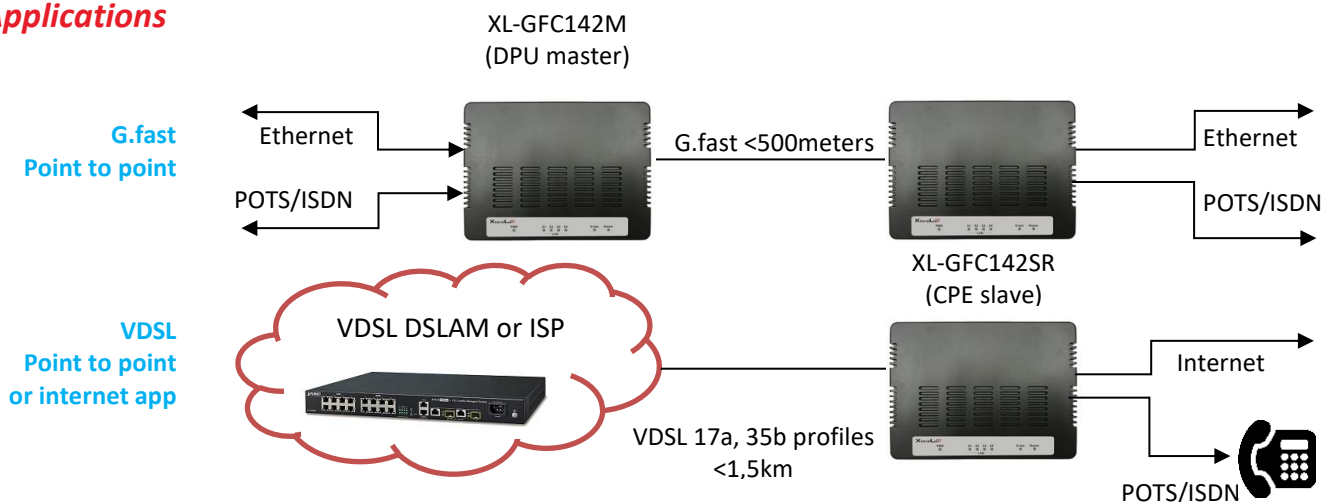 Applications
XL-GFC142M
(DPU master)
G.fast
Point to point
Ethernet
POTS/ISDN
G.fast <500meters
Ethernet
POTS/ISDN
XL-GFC142SR
(CPE slave)
VDSL
Point to point
or internet app
VDSL DSLAM or ISP
VDSL 17a, 35b profiles
<1,5km
Internet
POTS/ISDN